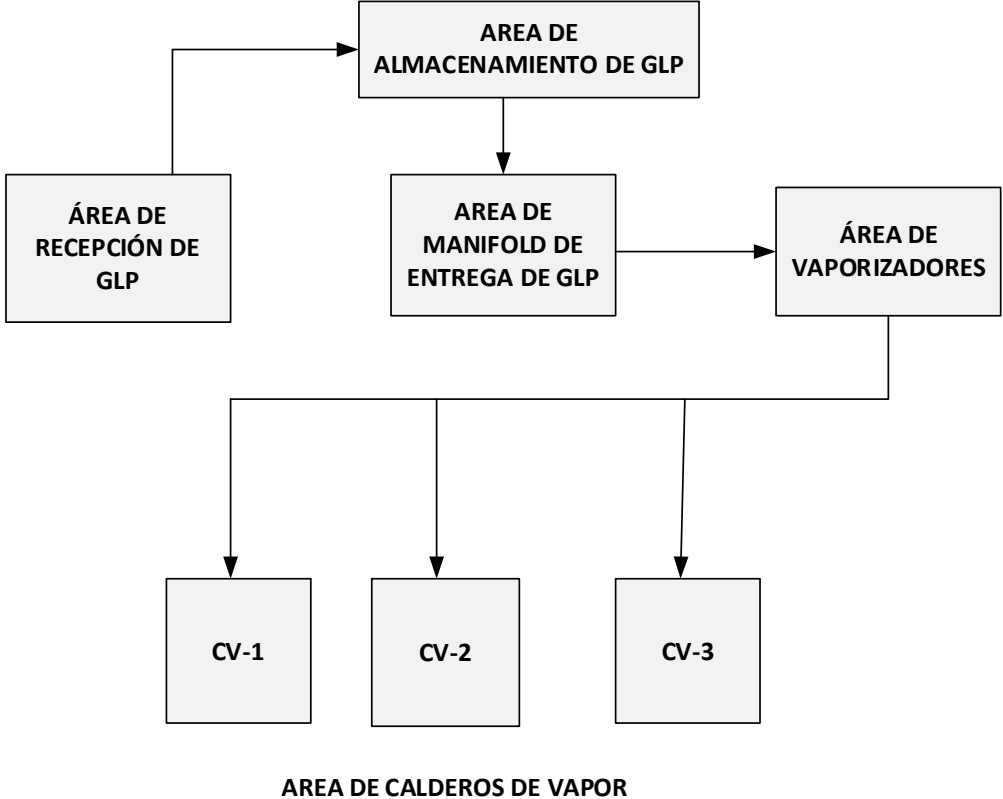 AREA DE
ALMACENAMIENTO DE GLP
ÁREA DE
RECEPCIÓN DE
GLP
AREA DE
MANIFOLD DE
ENTREGA DE GLP
ÁREA DE
VAPORIZADORES
CV-1
CV-2
CV-3
AREA DE CALDEROS DE VAPOR